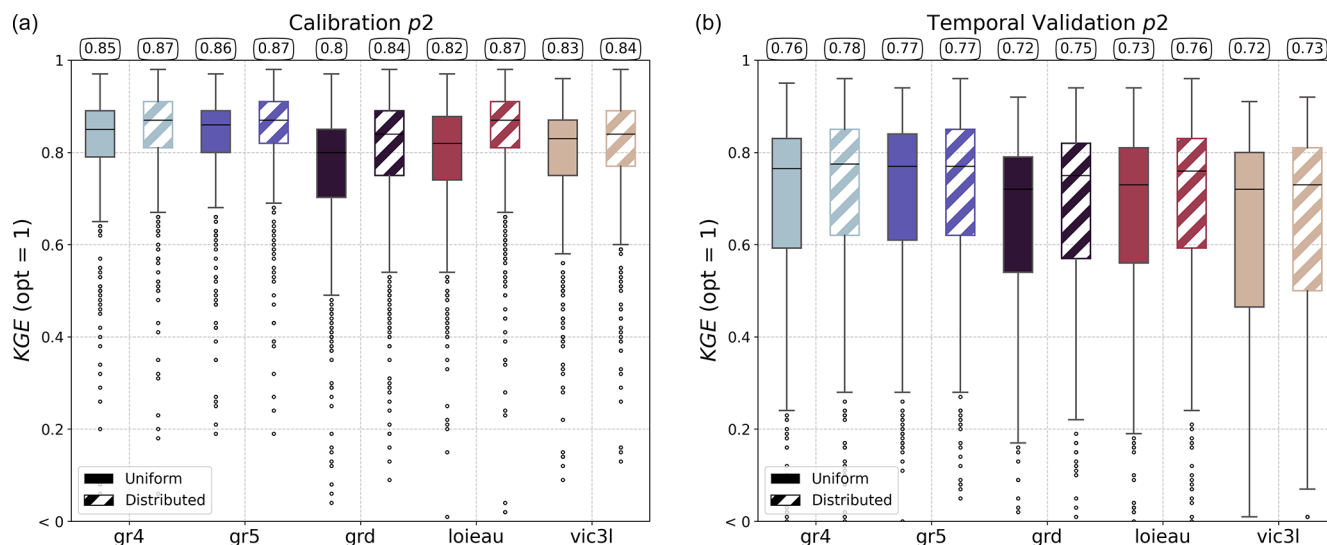 (a)
Calibration p2
0.85 0.87 0.86 0.87 0.8 0.84 0.82 0.87 0.83 0.84
1
0.8
0.6
0.4
0.2
< 0
KGE (opt = 1)
Uniform
Distributed
gr4 gr5 grd loieau vic3l
(b)
Temporal Validation p2
0.76 0.78 0.77 0.77 0.72 0.75 0.73 0.76 0.72 0.73
1
0.8
0.6
0.4
0.2
< 0
KGE (opt = 1)
Uniform
Distributed
gr4 gr5 grd loieau vic3l